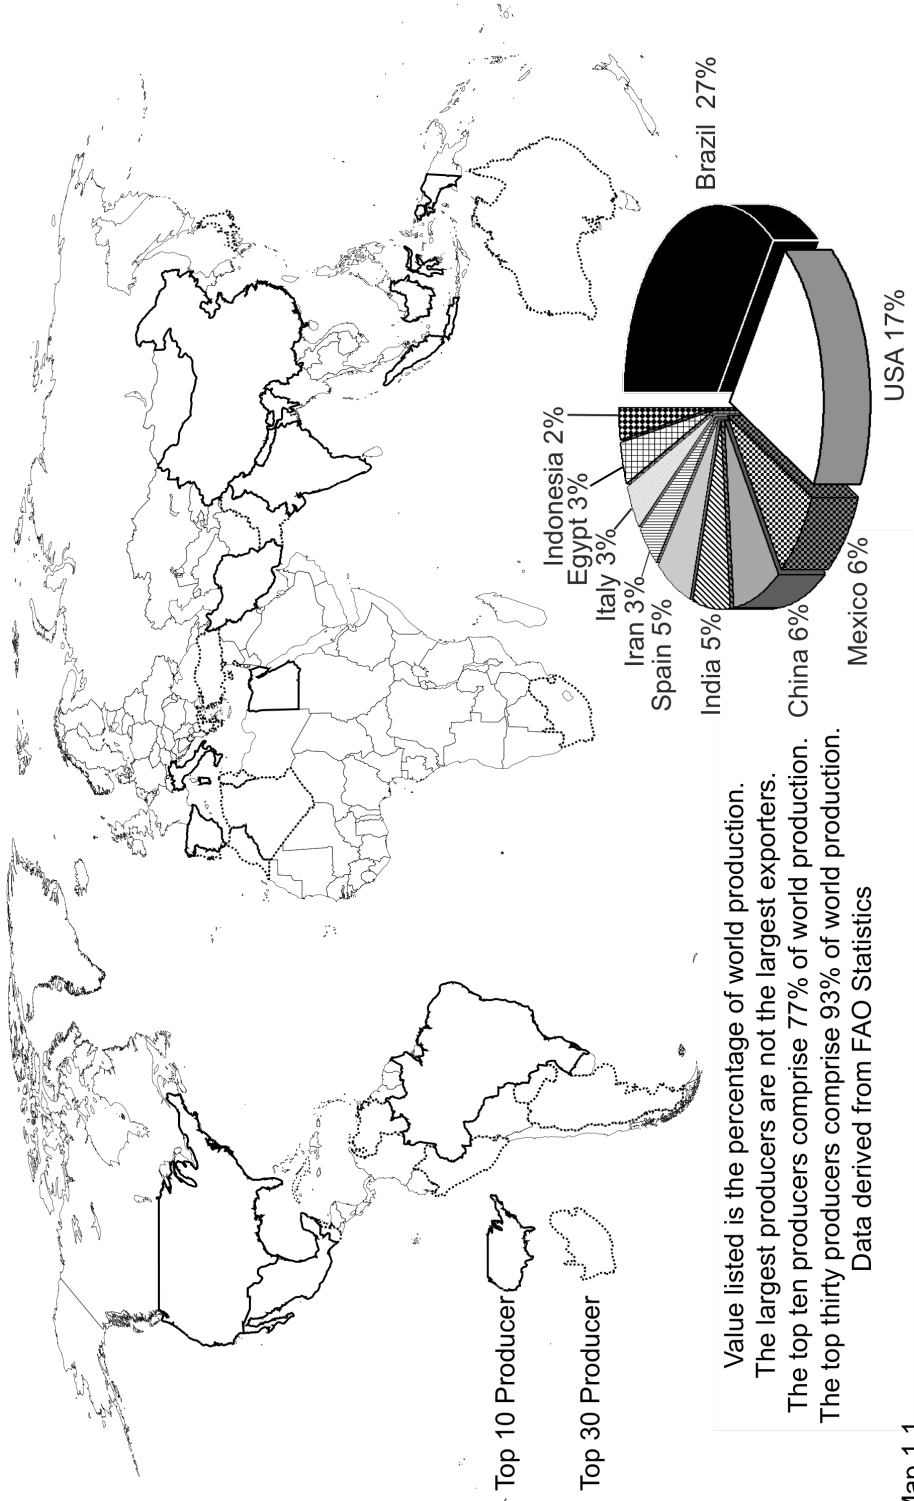 Top 10 Producer
Top 30 Producer
Value listed is the percentage of world production.
The largest producers are not the largest exporters.
The top ten producers comprise 77% of world production.
The top thirty producers comprise 93% of world production.
Data derived from FAO Statistics
Indonesia 2%
Egypt 3%
Italy 3%
Iran 3%
Spain 5%
India 5%
China 6%
Mexico 6%
USA 17%
Brazil 27%
Map 1.1